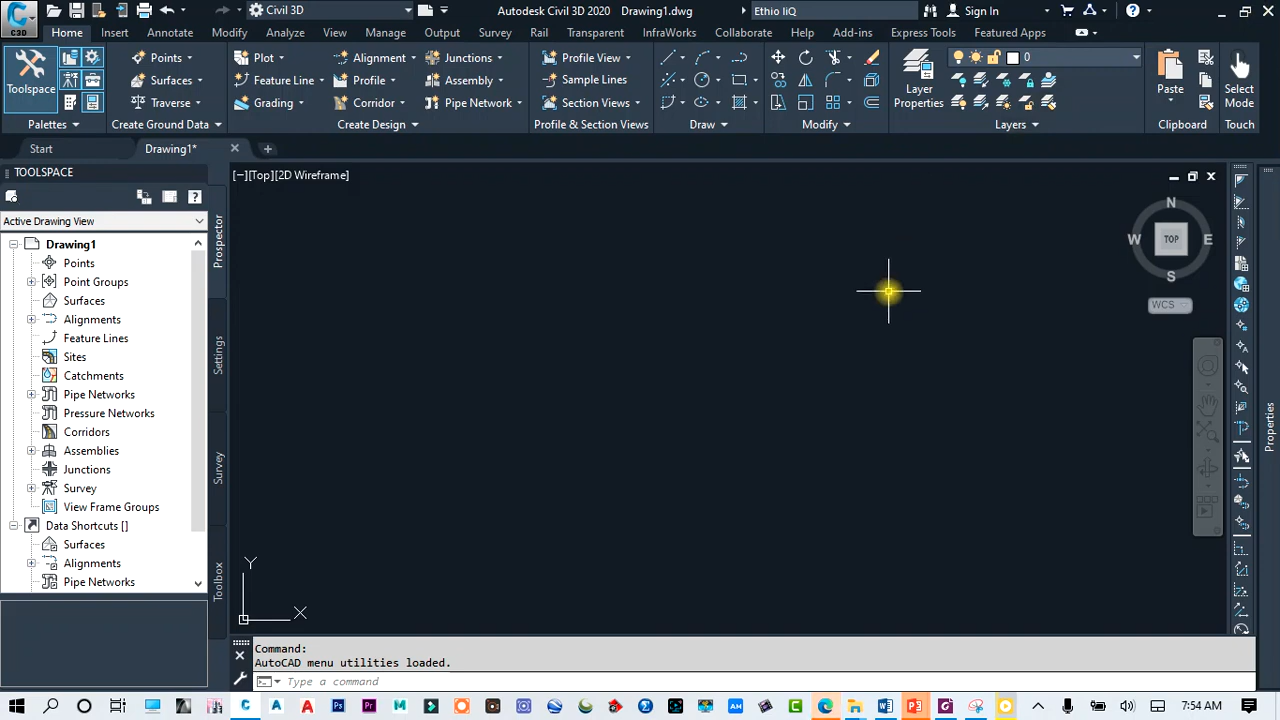 C3D
Civil 3D
Autodesk Civil 3D 2020 Drawing1.dwg
Ethio liQ
Sign In
Home Insert Annotate Modify Analyze View Manage Output Survey Rail Transparent InfraWorks Collaborate Help Add-ins Express Tools Featured Apps
Toolspace
Points
Surfaces
Traverse
Plot
Feature Line
Grading
Alignment
Profile
Corridor
Junctions
Assembly
Pipe Network
Profile View
Sample Lines
Section Views
Layer
Properties
0
Paste
Select
Mode
Palettes Create Ground Data Create Design Profile & Section Views Draw Modify Layers Clipboard Touch
Start Drawing1*
TOOLSPACE
Active Drawing View
Drawing1
Points
Point Groups
Surfaces
Alignments
Feature Lines
Sites
Catchments
Pipe Networks
Pressure Networks
Corridors
Assemblies
Junctions
Survey
View Frame Groups
Data Shortcuts []
Surfaces
Alignments
Pipe Networks
Prospector
Settings
Survey
Toolbox
[−][Top][2D Wireframe]
N
W TOP E
S
WCS
Properties
Y
X
Command:
AutoCAD menu utilities loaded.
Type a command
7:54 AM